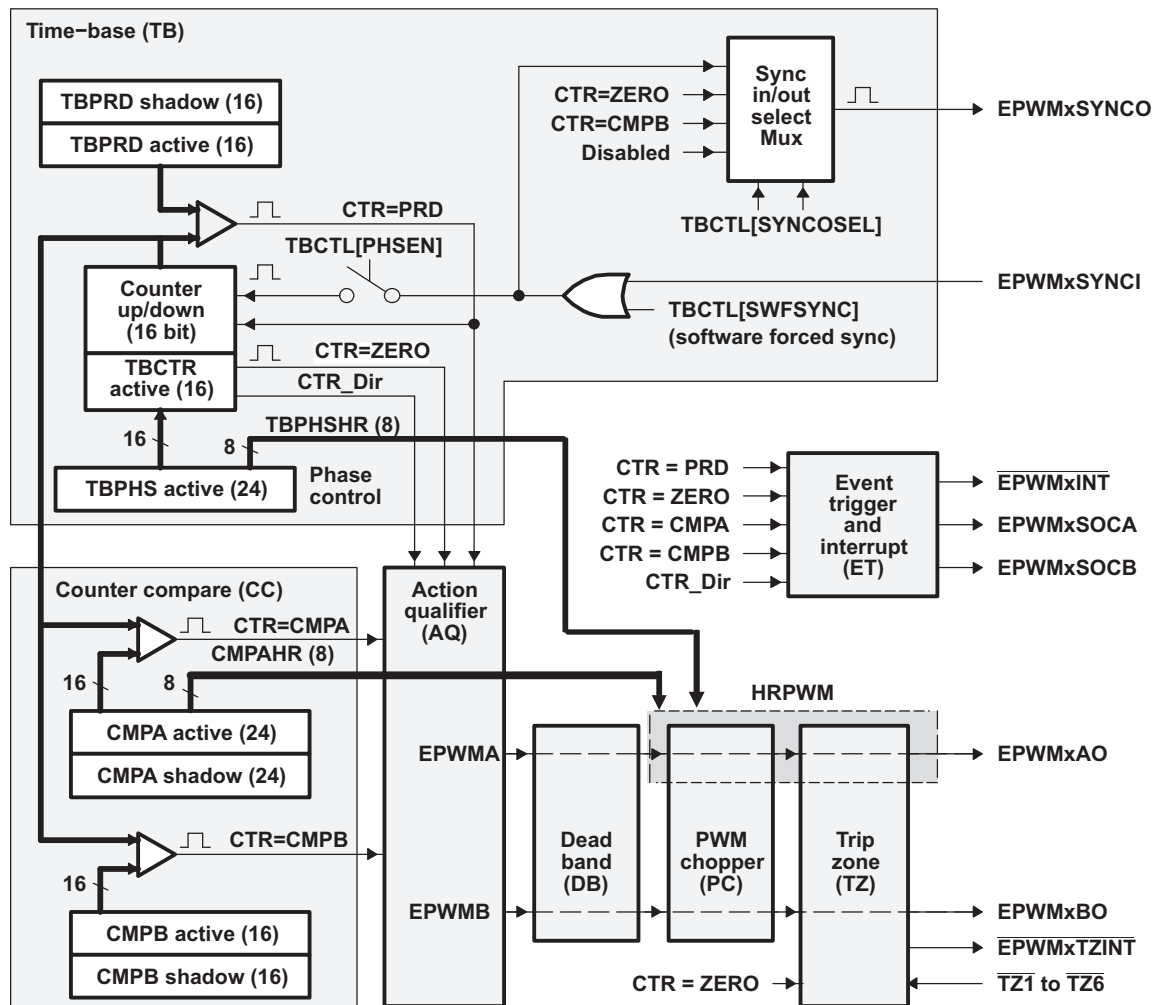 Time−base (TB)
TBPRD shadow (16)
TBPRD active (16)
CTR=ZERO
CTR=CMPB
Disabled
Sync
in/out
select
Mux
EPWMxSYNCO
TBCTL[SYNCOSEL]
CTR=PRD
TBCTL[PHSEN]
Counter
up/down
(16 bit)
TBCTR
active (16)
EPWMxSYNCI
TBCTL[SWFSYNC]
(software forced sync)
CTR=ZERO
CTR_Dir
16
8
TBPHSHR (8)
TBPHS active (24)
Phase
control
CTR = PRD
CTR = ZERO
CTR = CMPA
CTR = CMPB
CTR_Dir
Event
trigger
and
interrupt
(ET)
EPWMxINT
EPWMxSOCA
EPWMxSOCB
Counter compare (CC)
CTR=CMPA
CMPAHR (8)
16
8
CMPA active (24)
CMPA shadow (24)
Action
qualifier
(AQ)
HRPWM
EPWMA
EPWMxAO
CTR=CMPB
16
CMPB active (16)
CMPB shadow (16)
Dead
band
(DB)
PWM
chopper
(PC)
Trip
zone
(TZ)
EPWMB
EPWMxBO
EPWMxTZINT
CTR = ZERO
TZ1 to TZ6